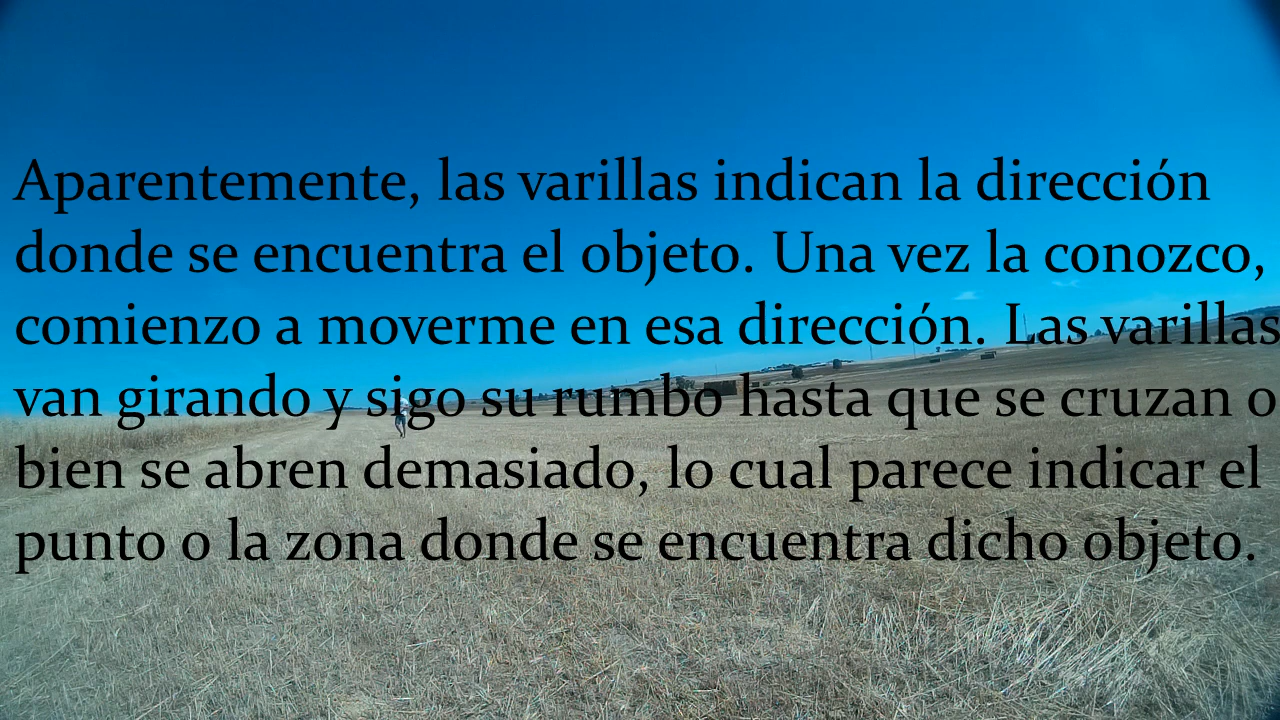 Aparentemente, las varillas indican la dirección
donde se encuentra el objeto. Una vez la conozco,
comienzo a moverme en esa dirección. Las varillas
van girando y sigo su rumbo hasta que se cruzan o
bien se abren demasiado, lo cual parece indicar el
punto o la zona donde se encuentra dicho objeto.